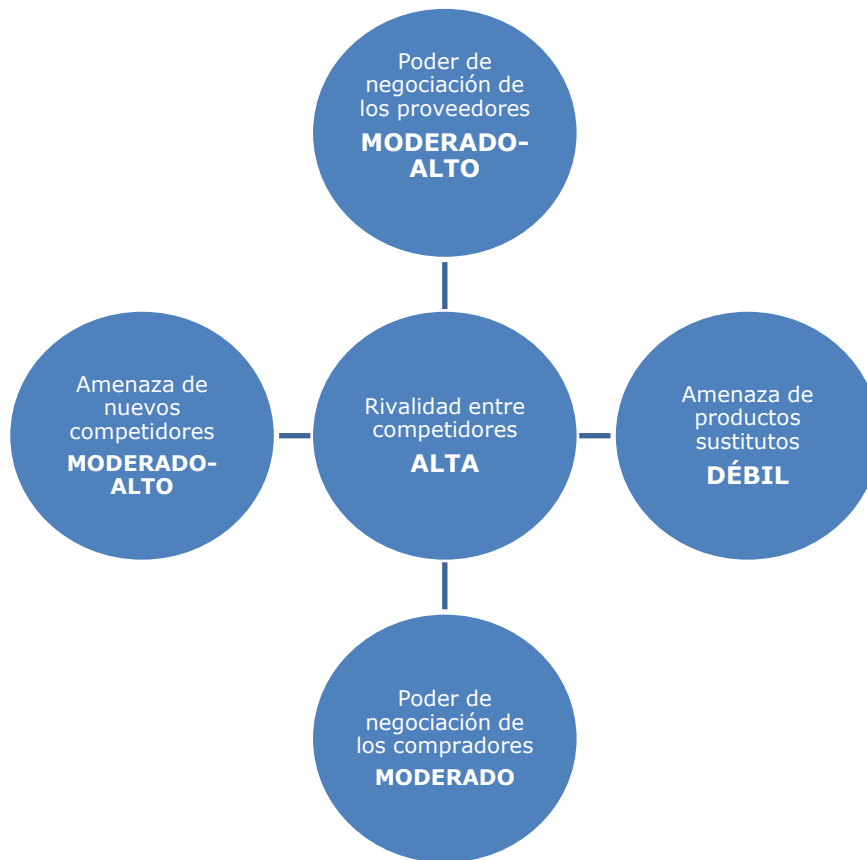 Poder de
negociación de
los proveedores
MODERADO-
ALTO
Amenaza de
nuevos
competidores
MODERADO-
ALTO
Rivalidad entre
competidores
ALTA
Amenaza de
productos
sustitutos
DÉBIL
Poder de
negociación de
los compradores
MODERADO